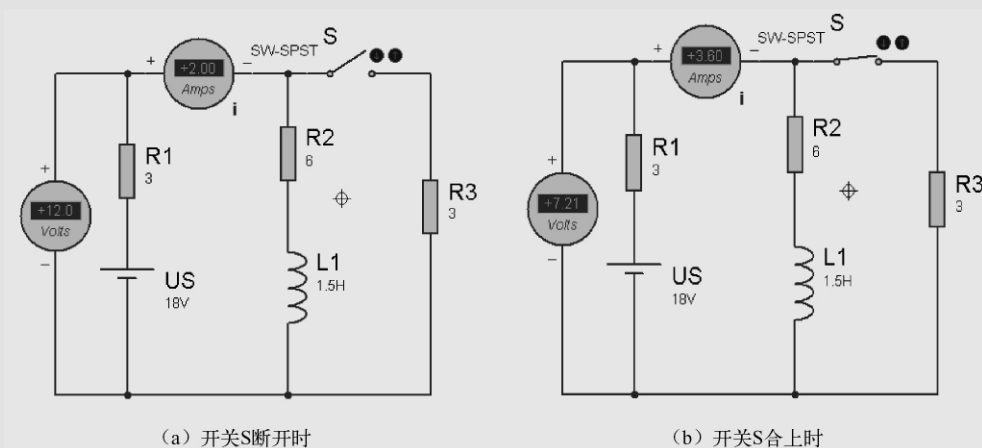 S
SW-SPST
+
+2.00
Amps
−
i
R1
3
R2
6
R3
3
+
+12.0
Volts
−
US
18V
L1
1.5H
(a) 开关S断开时
S
SW-SPST
+
+3.60
Amps
−
i
R1
3
R2
6
R3
3
+
+7.21
Volts
−
US
18V
L1
1.5H
(b) 开关S合上时